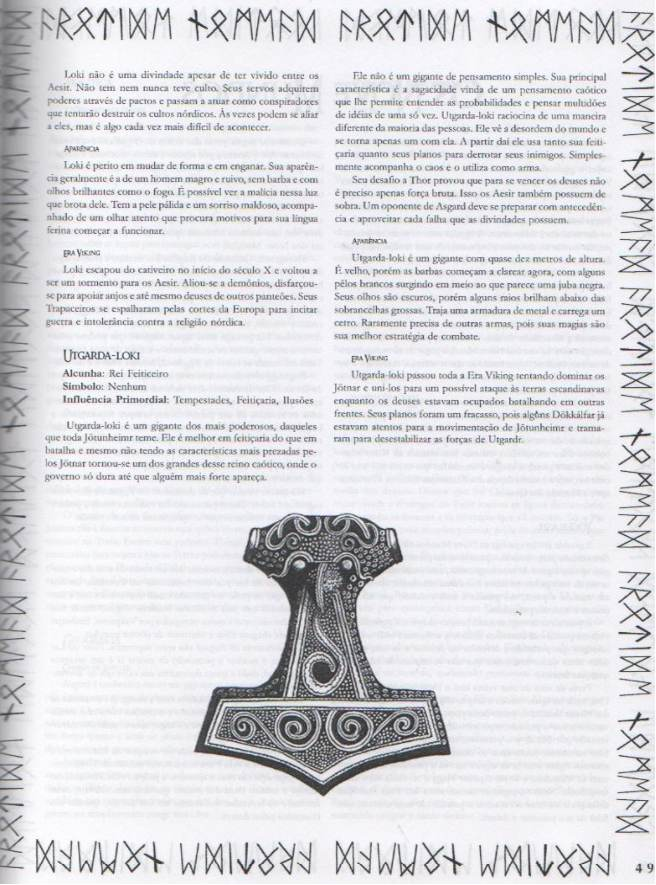 Loki não é uma divindade apesar de ter vivido entre os
Aesir. Não tem nem nunca teve culto. Seus servos adquirem
poderes através de pactos e passam a atuar como conspiradores
que tentarão destruir os cultos nórdicos. Às vezes podem se aliar
a eles, mas é algo cada vez mais difícil de acontecer.
APARÊNCIA
Loki é perito em mudar de forma e em enganar. Sua aparên-
cia geralmente é a de um homem magro e ruivo, sem barba e com
olhos brilhantes como o fogo. É possível ver a malícia nessa luz
que brota dele. Tem a pele pálida e um sorriso maldoso, acompa-
nhado de um olhar atento que procura motivos para sua língua
ferina começar a funcionar.
ERA VIKING
Loki escapou do cativeiro no início do século X e voltou a
ser um tormento para os Aesir. Aliou-se a demônios, disfarçou-
se para apoiar anjos e até mesmo deuses de outros panteões. Seus
Trapaceiros se espalharam pelas cortes da Europa para incitar
guerra e intolerância contra a religião nórdica.
UTGARDA-LOKI
Alcunha: Rei Feiticeiro
Símbolo: Nenhum
Influência Primordial: Tempestades, Feitiçaria, Ilusões
Utgarda-loki é um gigante dos mais poderosos, daqueles
que toda Jötunheimr teme. Ele é melhor em feitiçaria do que em
batalha e mesmo não tendo as características mais prezadas pe-
los Jötnar tornou-se um dos grandes desse reino caótico, onde o
governo só dura até que alguém mais forte apareça.
Ele não é um gigante de pensamento simples. Sua principal
característica é a sagacidade vinda de um pensamento caótico
que lhe permite entender as probabilidades e pensar multidões
de idéias de uma só vez. Utgarda-loki raciocina de uma maneira
diferente da maioria das pessoas. Ele vê a desordem do mundo e
se torna apenas um com ela. A partir daí ele usa tanto sua feiti-
çaria quanto seus planos para derrotar seus inimigos. Simples-
mente acompanha o caos e o utiliza como arma.
Seu desafio a Thor provou que para se vencer os deuses não
é preciso apenas força bruta. Isso os Aesir também possuem de
sobra. Um oponente de Asgard deve se preparar com antecedên-
cia e aproveitar cada falha que as divindades possuem.
APARÊNCIA
Utgarda-loki é um gigante com quase dez metros de altura.
É velho, porém as barbas começam a clarear agora, com alguns
pêlos brancos surgindo em meio ao que parece uma juba negra.
Seus olhos são escuros, porém alguns raios brilham abaixo das
sobrancelhas grossas. Traja uma armadura de metal e carrega um
cetro. Raramente precisa de outras armas, pois suas magias são
sua melhor estratégia de combate.
ERA VIKING
Utgarda-loki passou toda a Era Viking tentando dominar os
Jötnar e uni-los para um possível ataque às terras escandinavas
enquanto os deuses estavam ocupados batalhando em outras
frentes. Seus planos foram um fracasso, pois algúns Dökkálfar já
estavam atentos para a movimentação de Jötunheimr e trama-
ram para desestabilizar as forças de Utgardr.
49